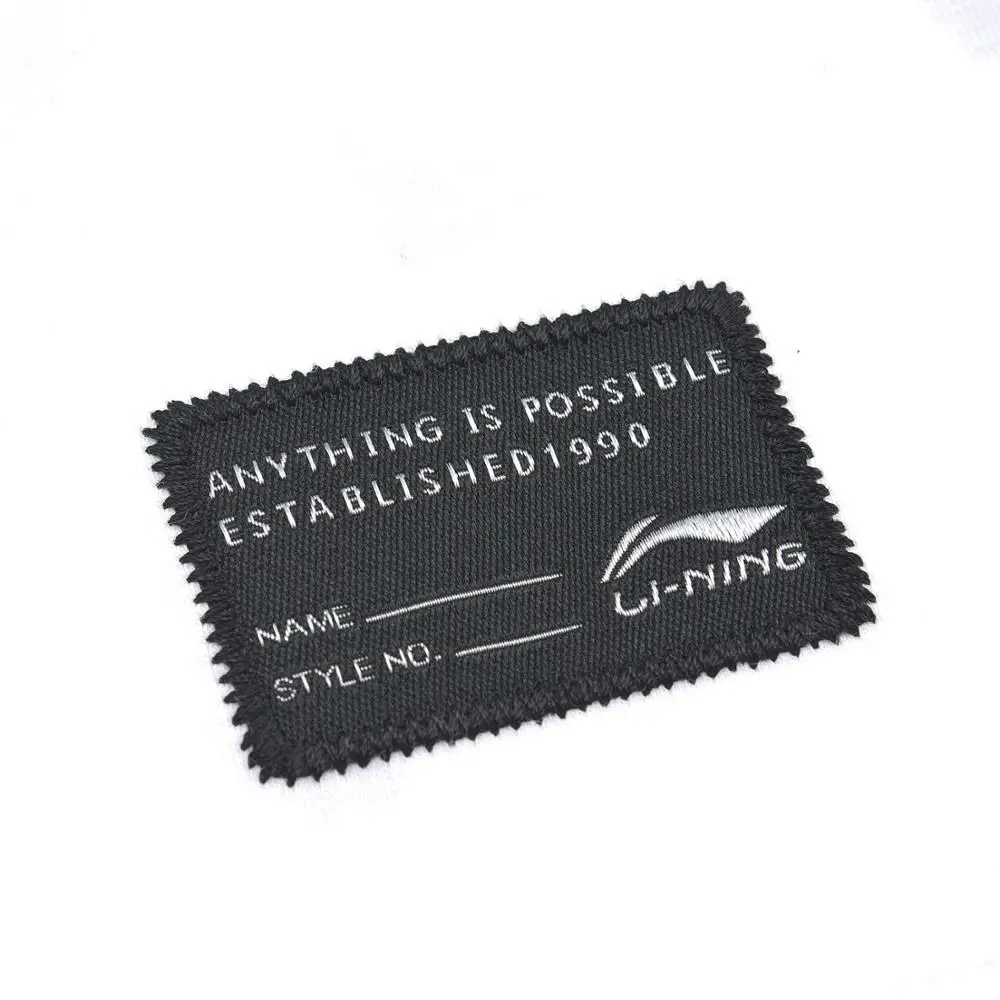 ANYTHING IS POSSIBLE
ESTABLISHED1990
NAME
STYLE NO.
LI-NING